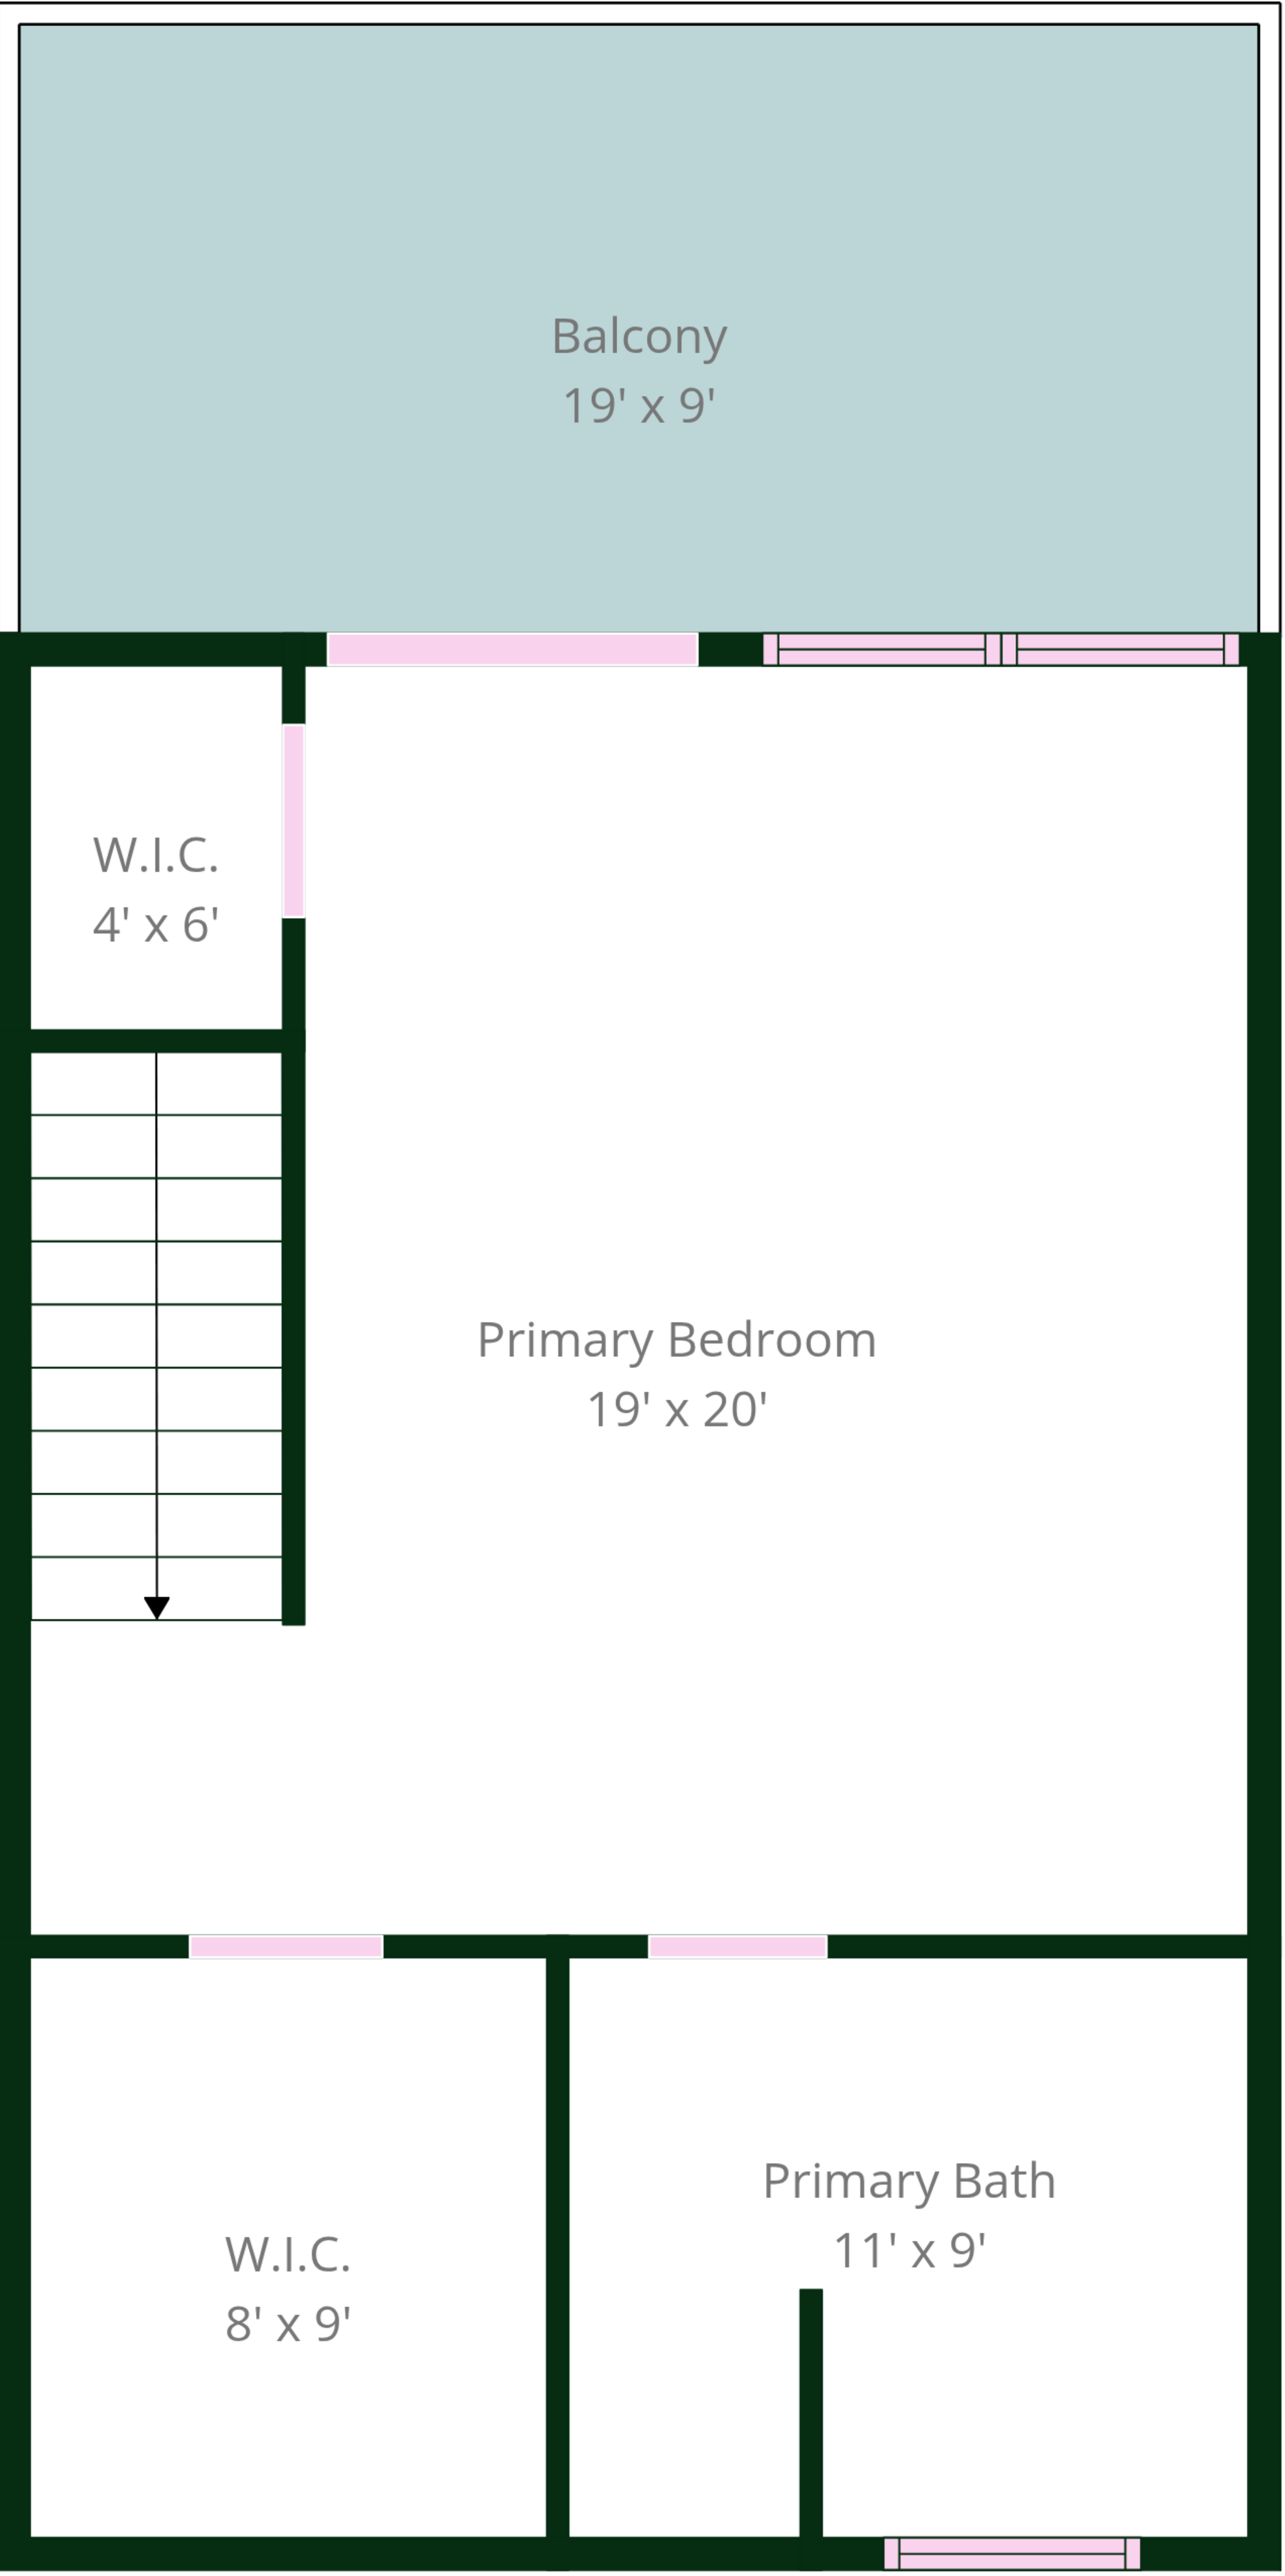 Balcony
19' x 9'
W.I.C.
4' x 6'
Primary Bedroom
19' x 20'
Primary Bath
11' x 9'
W.I.C.
8' x 9'